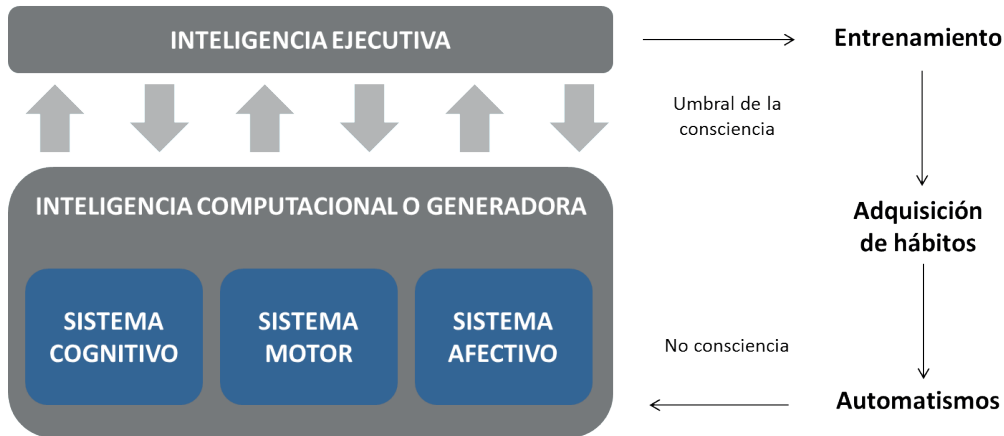 INTELIGENCIA EJECUTIVA
Entrenamiento
Umbral de la
consciencia
INTELIGENCIA COMPUTACIONAL O GENERADORA
Adquisición
de hábitos
SISTEMA
COGNITIVO
SISTEMA
MOTOR
SISTEMA
AFECTIVO
No consciencia
Automatismos